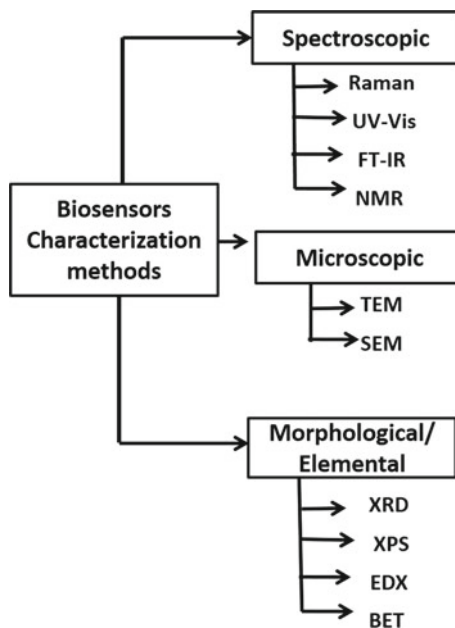 Spectroscopic
Raman
UV-Vis
FT-IR
NMR
Biosensors
Characterization
methods
Microscopic
TEM
SEM
Morphological/
Elemental
XRD
XPS
EDX
BET